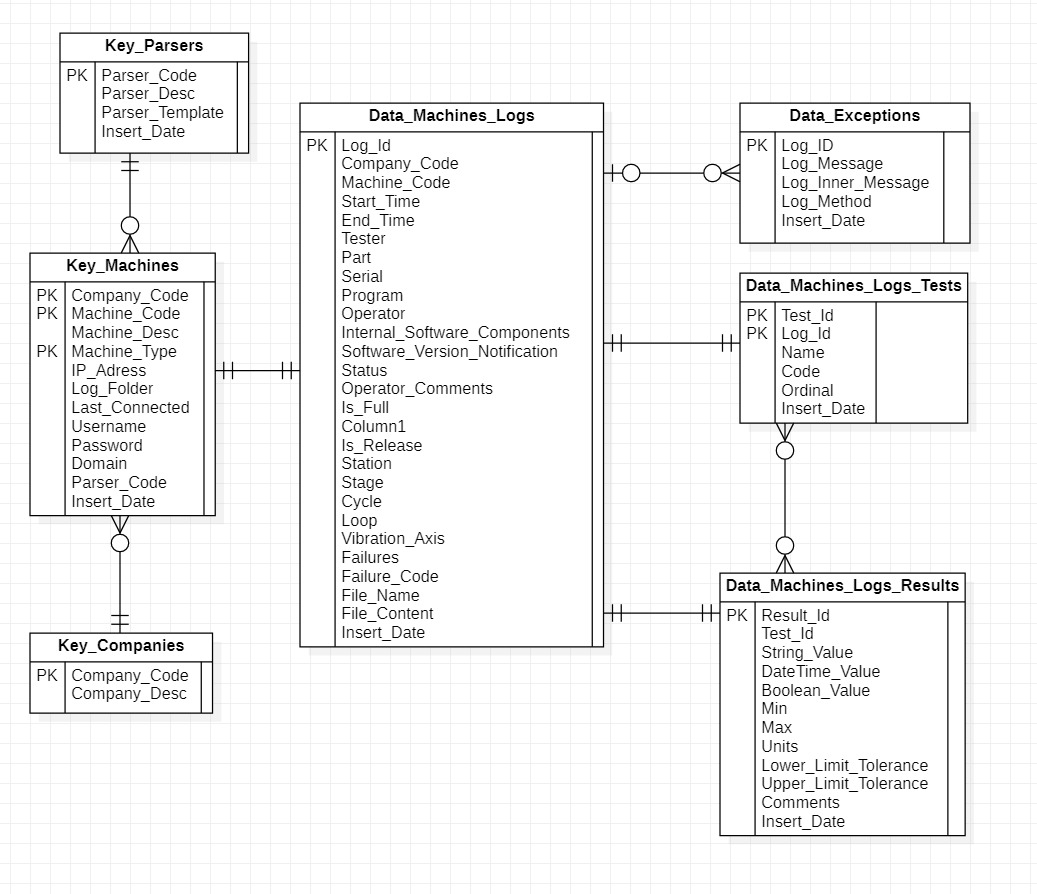 Key_Parsers
PK Parser_Code
Parser_Desc
Parser_Template
Insert_Date
Key_Machines
PK Company_Code
PK Machine_Code
Machine_Desc
PK Machine_Type
IP_Adress
Log_Folder
Last_Connected
Username
Password
Domain
Parser_Code
Insert_Date
Key_Companies
PK Company_Code
Company_Desc
Data_Machines_Logs
PK Log_Id
Company_Code
Machine_Code
Start_Time
End_Time
Tester
Part
Serial
Program
Operator
Internal_Software_Components
Software_Version_Notification
Status
Operator_Comments
Is_Full
Column1
Is_Release
Station
Stage
Cycle
Loop
Vibration_Axis
Failures
Failure_Code
File_Name
File_Content
Insert_Date
Data_Exceptions
PK Log_ID
Log_Message
Log_Inner_Message
Log_Method
Insert_Date
Data_Machines_Logs_Tests
PK Test_Id
PK Log_Id
Name
Code
Ordinal
Insert_Date
Data_Machines_Logs_Results
PK Result_Id
Test_Id
String_Value
DateTime_Value
Boolean_Value
Min
Max
Units
Lower_Limit_Tolerance
Upper_Limit_Tolerance
Comments
Insert_Date